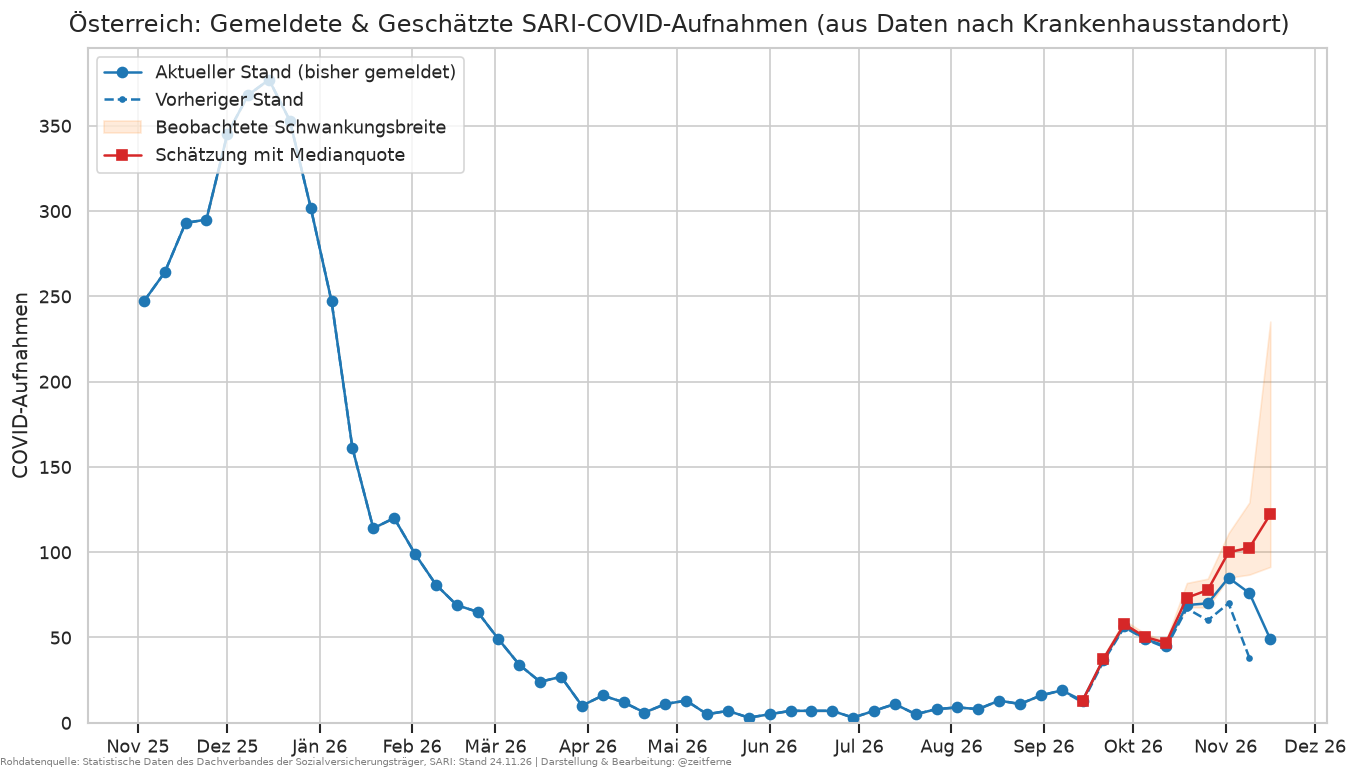 Österreich: Gemeldete & Geschätzte SARI-COVID-Aufnahmen (aus Daten nach Krankenhausstandort)
Aktueller Stand (bisher gemeldet)
Vorheriger Stand
Beobachtete Schwankungsbreite
Schätzung mit Medianquote
COVID-Aufnahmen
350
300
250
200
150
100
50
0
Nov 25 Dez 25 Jän 26 Feb 26 Mär 26 Apr 26 Mai 26 Jun 26 Jul 26 Aug 26 Sep 26 Okt 26 Nov 26 Dez 26
Rohdatenquelle: Statistische Daten des Dachverbandes der Sozialversicherungsträger, SARI: Stand 24.11.26 | Darstellung & Bearbeitung: @zeitferne